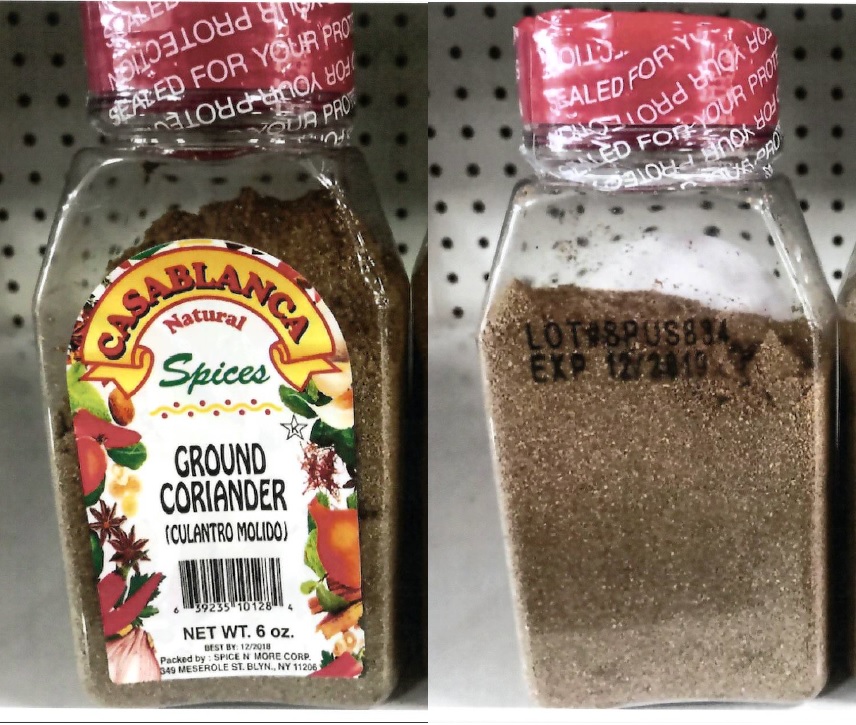 SEALED FOR YOUR PROTECTION
CASABLANCA
Natural
Spices
K
GROUND
CORIANDER
(CULANTRO MOLIDO)
6 39235 10128 4
NET WT. 6 oz.
BEST BY: 12/2018
Packed by : SPICE N' MORE CORP.
349 MESEROLE ST. BLYN., NY 11206
SEALED FOR YOUR PROTECTION
LOT#8PUS834
EXP 12/2019